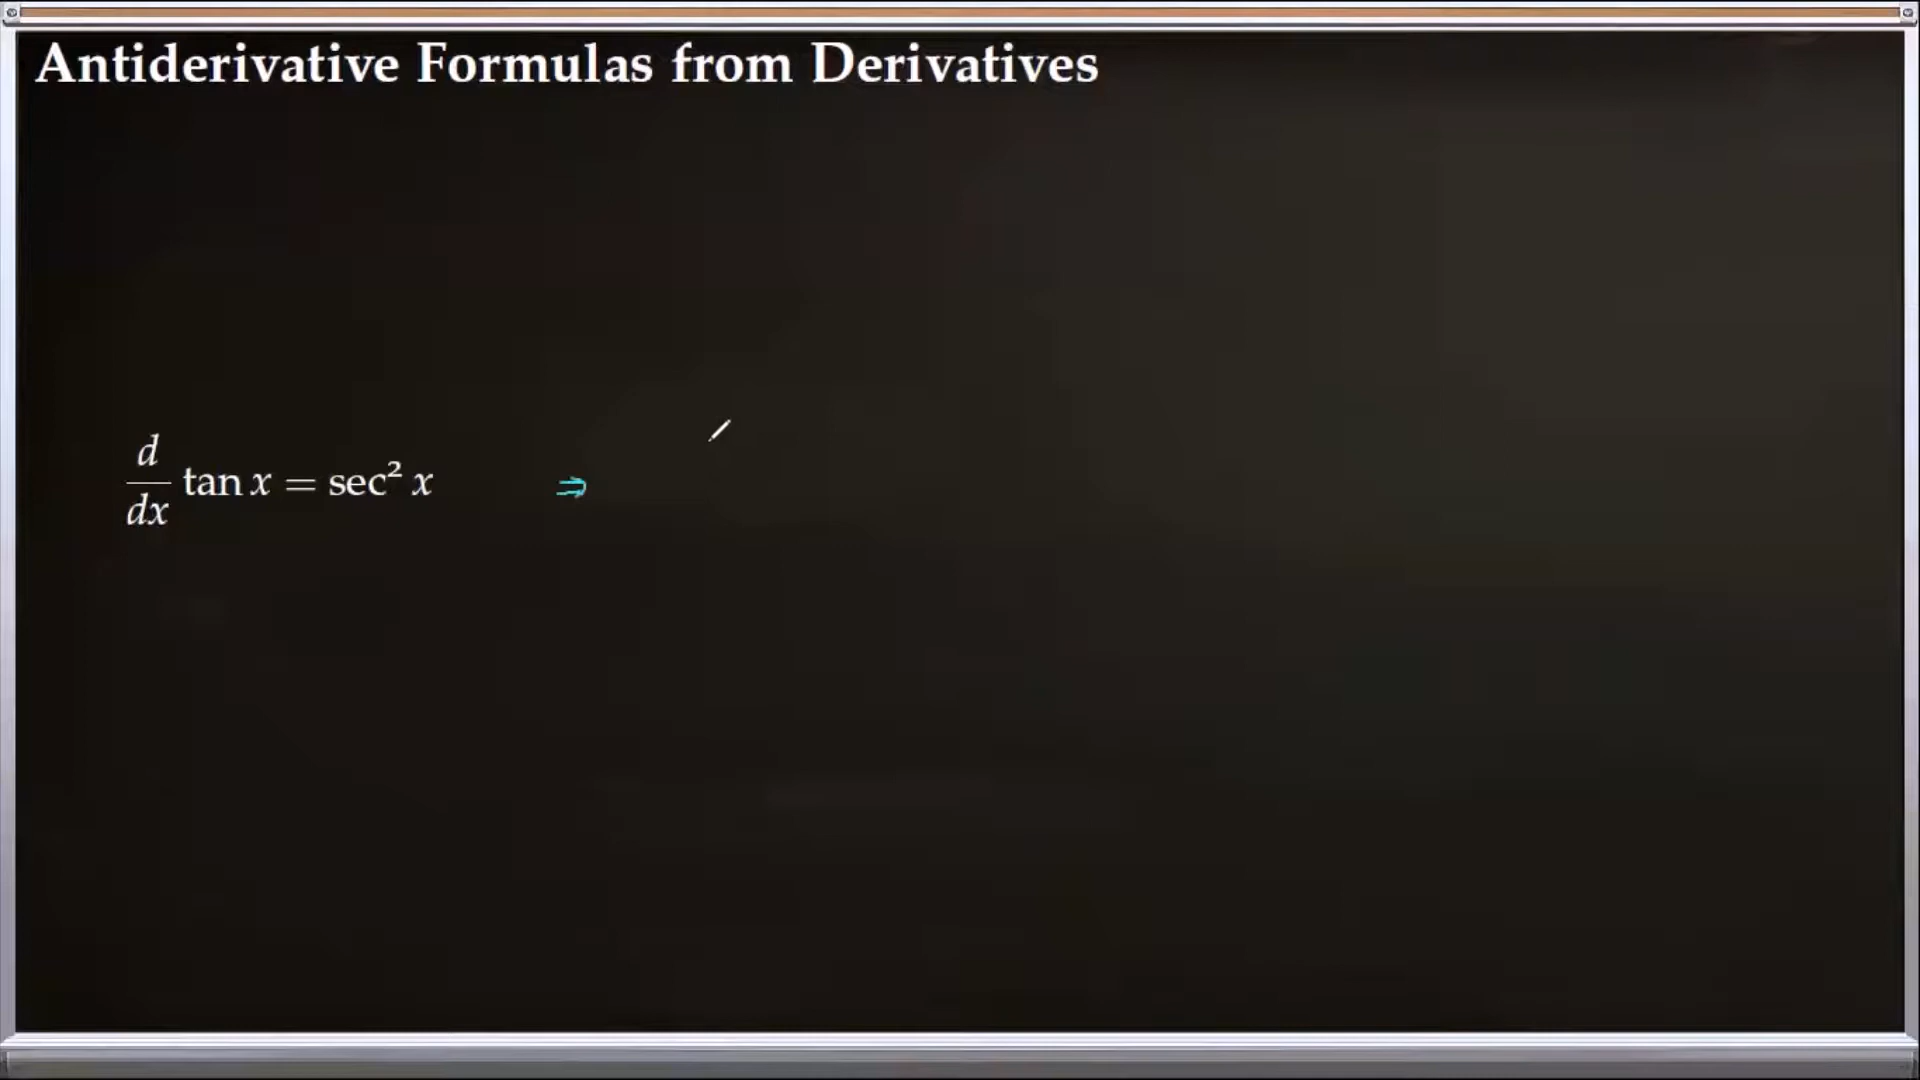 Antiderivative Formulas from Derivatives
d/dx tan x = sec² x ⇒